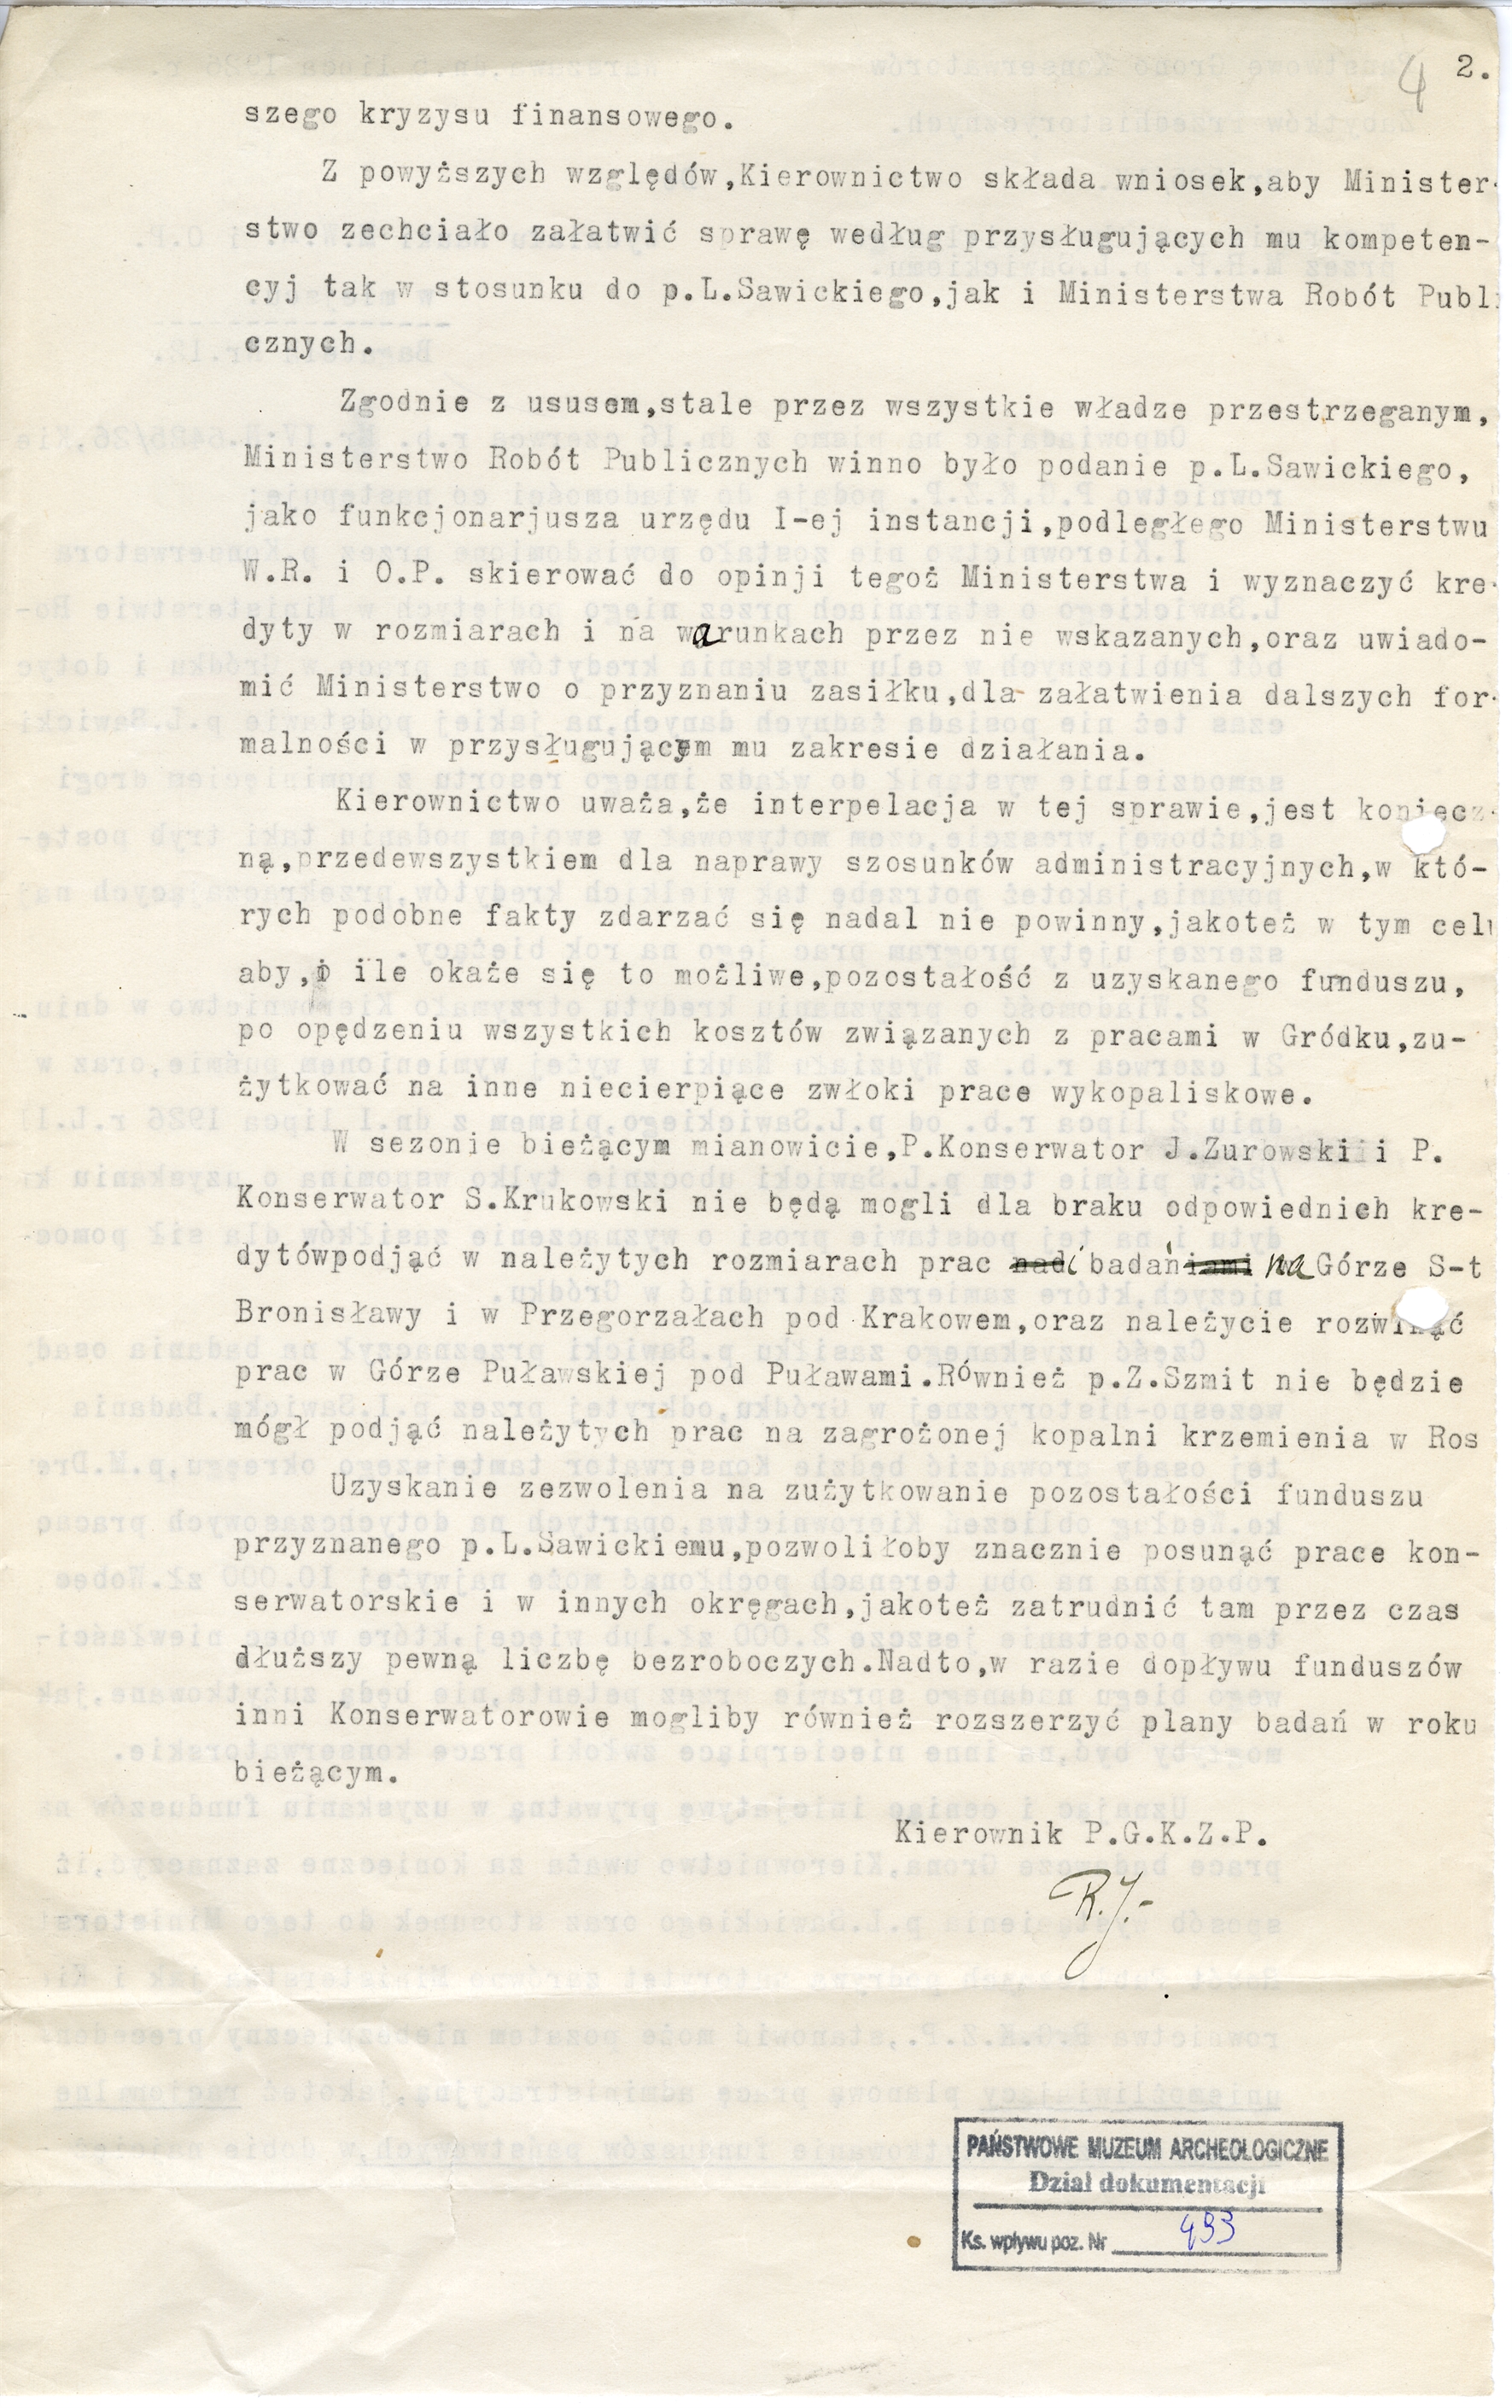 4 2.
szego kryzysu finansowego.
Z powyższych względów,Kierownictwo składa wniosek,aby Minister-
stwo zechciało załatwić sprawę według przysługujących mu kompeten-
cyj tak w stosunku do p.L.Sawickiego,jak i Ministerstwa Robót Publi
cznych.
Zgodnie z ususem,stale przez wszystkie władze przestrzeganym,
Ministerstwo Robót Publicznych winno było podanie p.L.Sawickiego,
jako funkcjonarjusza urzędu I-ej instancji,podległego Ministerstwu
W.R. i O.P. skierować do opinji tegoż Ministerstwa i wyznaczyć kre-
dyty w rozmiarach i na warunkach przez nie wskazanych,oraz uwiado-
mić Ministerstwo o przyznaniu zasiłku,dla załatwienia dalszych for-
malności w przysługującym mu zakresie działania.
Kierownictwo uważa,że interpelacja w tej sprawie,jest koniecz-
ną,przedewszystkiem dla naprawy szosunków administracyjnych,w któ-
rych podobne fakty zdarzać się nadal nie powinny,jakoteż w tym celu
aby,o ile okaże się to możliwe,pozostałość z uzyskanego funduszu,
po opędzeniu wszystkich kosztów związanych z pracami w Gródku,zu-
żytkować na inne niecierpiące zwłoki prace wykopaliskowe.
W sezonie bieżącym mianowicie,P.Konserwator J.Zurowski i P.
Konserwator S.Krukowski nie będą mogli dla braku odpowiednich kre-
dytówpodjąć w należytych rozmiarach prac nad i badańiami na Górze S-t
Bronisławy i w Przegorzałach pod Krakowem,oraz należycie rozwinąć
prac w Górze Puławskiej pod Puławami.Również p.Z.Szmit nie będzie
mógł podjąć należytych prac na zagrożonej kopalni krzemienia w Ros
Uzyskanie zezwolenia na zużytkowanie pozostałości funduszu
przyznanego p.L.Sawickiemu,pozwoliłoby znacznie posunąć prace kon-
serwatorskie i w innych okręgach,jakoteż zatrudnić tam przez czas
dłuższy pewną liczbę bezroboczych.Nadto,w razie dopływu funduszów
inni Konserwatorowie mogliby również rozszerzyć plany badań w roku
bieżącym.
Kierownik P.G.K.Z.P.
R.J.-
PAŃSTWOWE MUZEUM ARCHEOLOGICZNE
Dział dokumentacji
Ks. wpływu poz. Nr 493